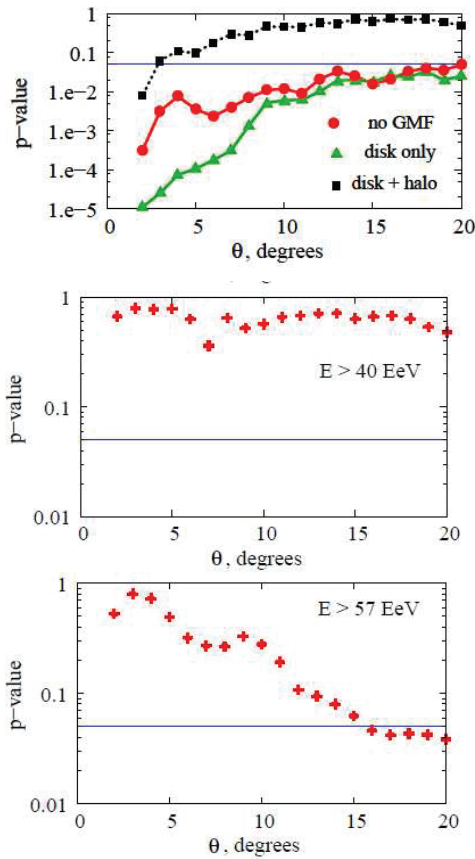 1
0.1
1.e-2
1.e-3
1.e-4
1.e-5
p-value
no GMF
disk only
disk + halo
0 5 10 15 20
θ, degrees
1
0.1
0.01
p-value
E > 40 EeV
0 5 10 15 20
θ, degrees
1
0.1
0.01
p-value
E > 57 EeV
0 5 10 15 20
θ, degrees